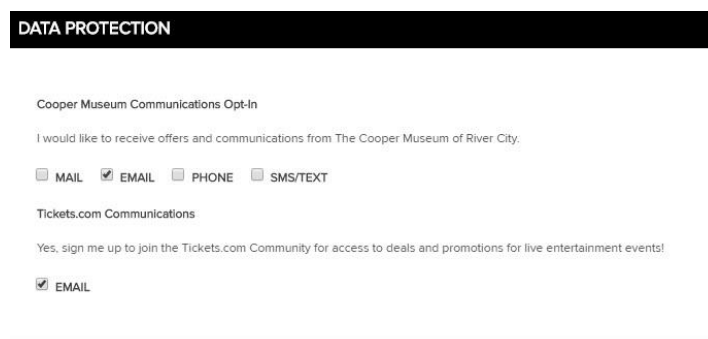 DATA PROTECTION
Cooper Museum Communications Opt-In
I would like to receive offers and communications from The Cooper Museum of River City.
MAIL EMAIL PHONE SMS/TEXT
Tickets.com Communications
Yes, sign me up to join the Tickets.com Community for access to deals and promotions for live entertainment events!
EMAIL